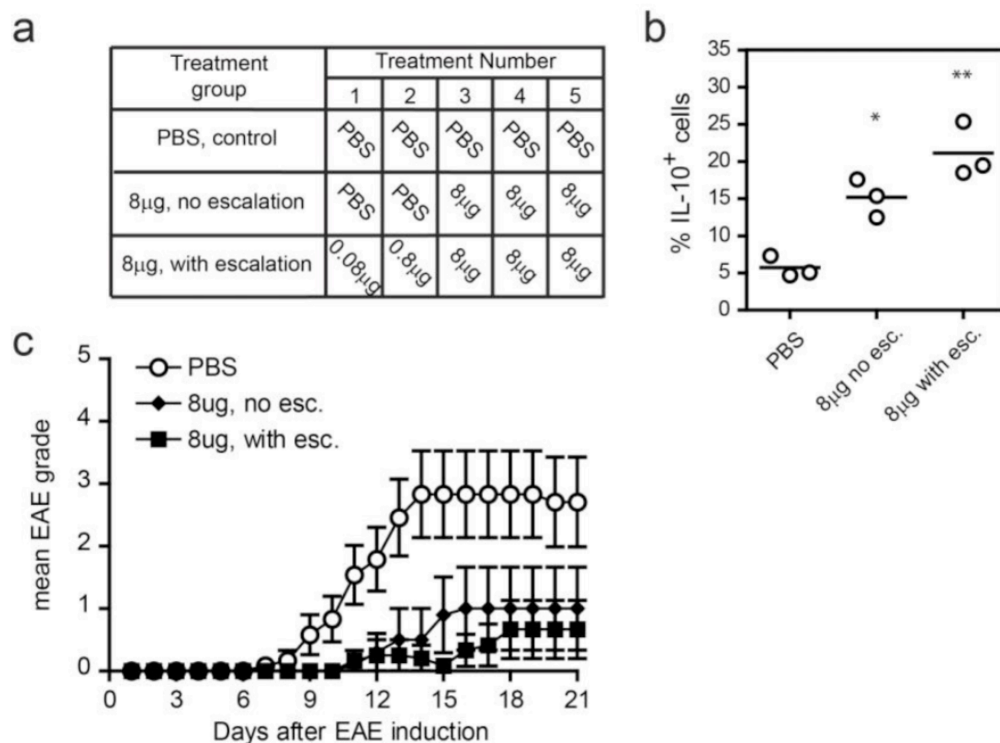 a
Treatment group
Treatment Number
1 2 3 4 5
PBS, control
PBS PBS PBS PBS PBS
8µg, no escalation
PBS PBS 8µg 8µg 8µg
8µg, with escalation
0.08µg 0.8µg 8µg 8µg 8µg
b
% IL-10⁺ cells
35
30
25
20
15
10
5
0
*
**
PBS
8µg no esc.
8µg with esc.
c
mean EAE grade
5
4
3
2
1
0
PBS
8ug, no esc.
8ug, with esc.
0 3 6 9 12 15 18 21
Days after EAE induction